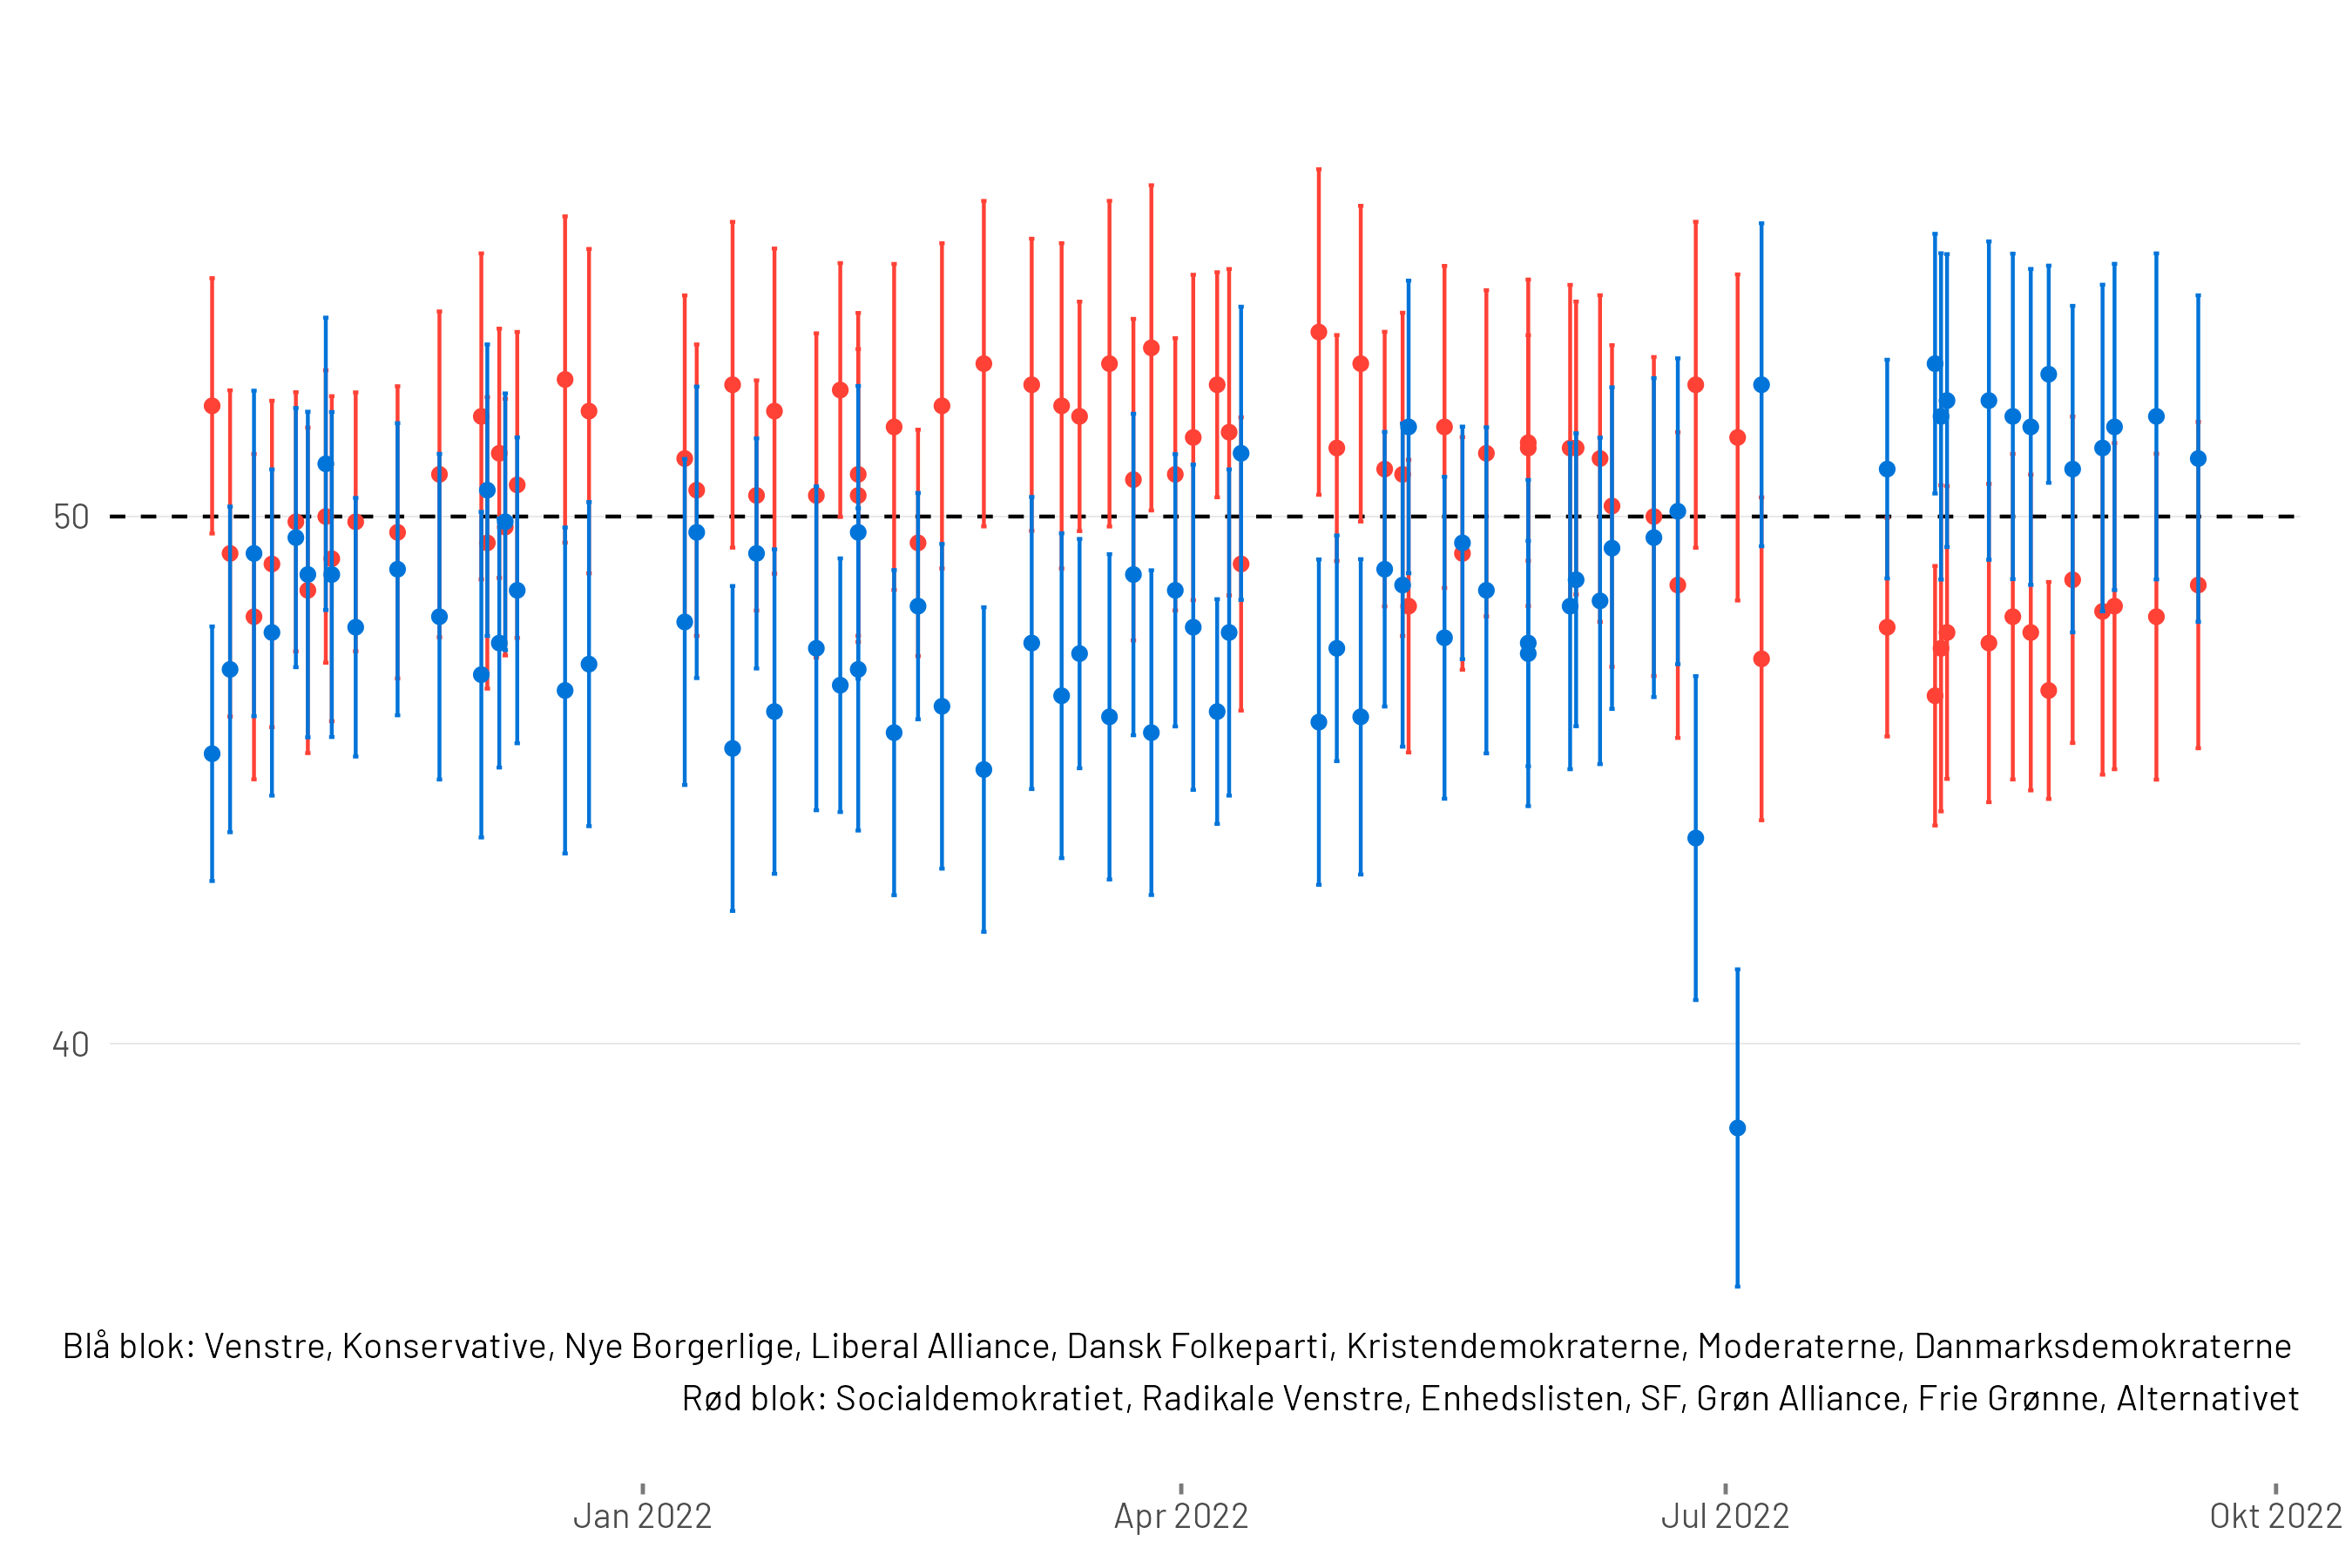 50
40
Blå blok: Venstre, Konservative, Nye Borgerlige, Liberal Alliance, Dansk Folkeparti, Kristendemokraterne, Moderaterne, Danmarksdemokraterne
Rød blok: Socialdemokratiet, Radikale Venstre, Enhedslisten, SF, Grøn Alliance, Frie Grønne, Alternativet
Jan 2022 Apr 2022 Jul 2022 Okt 2022